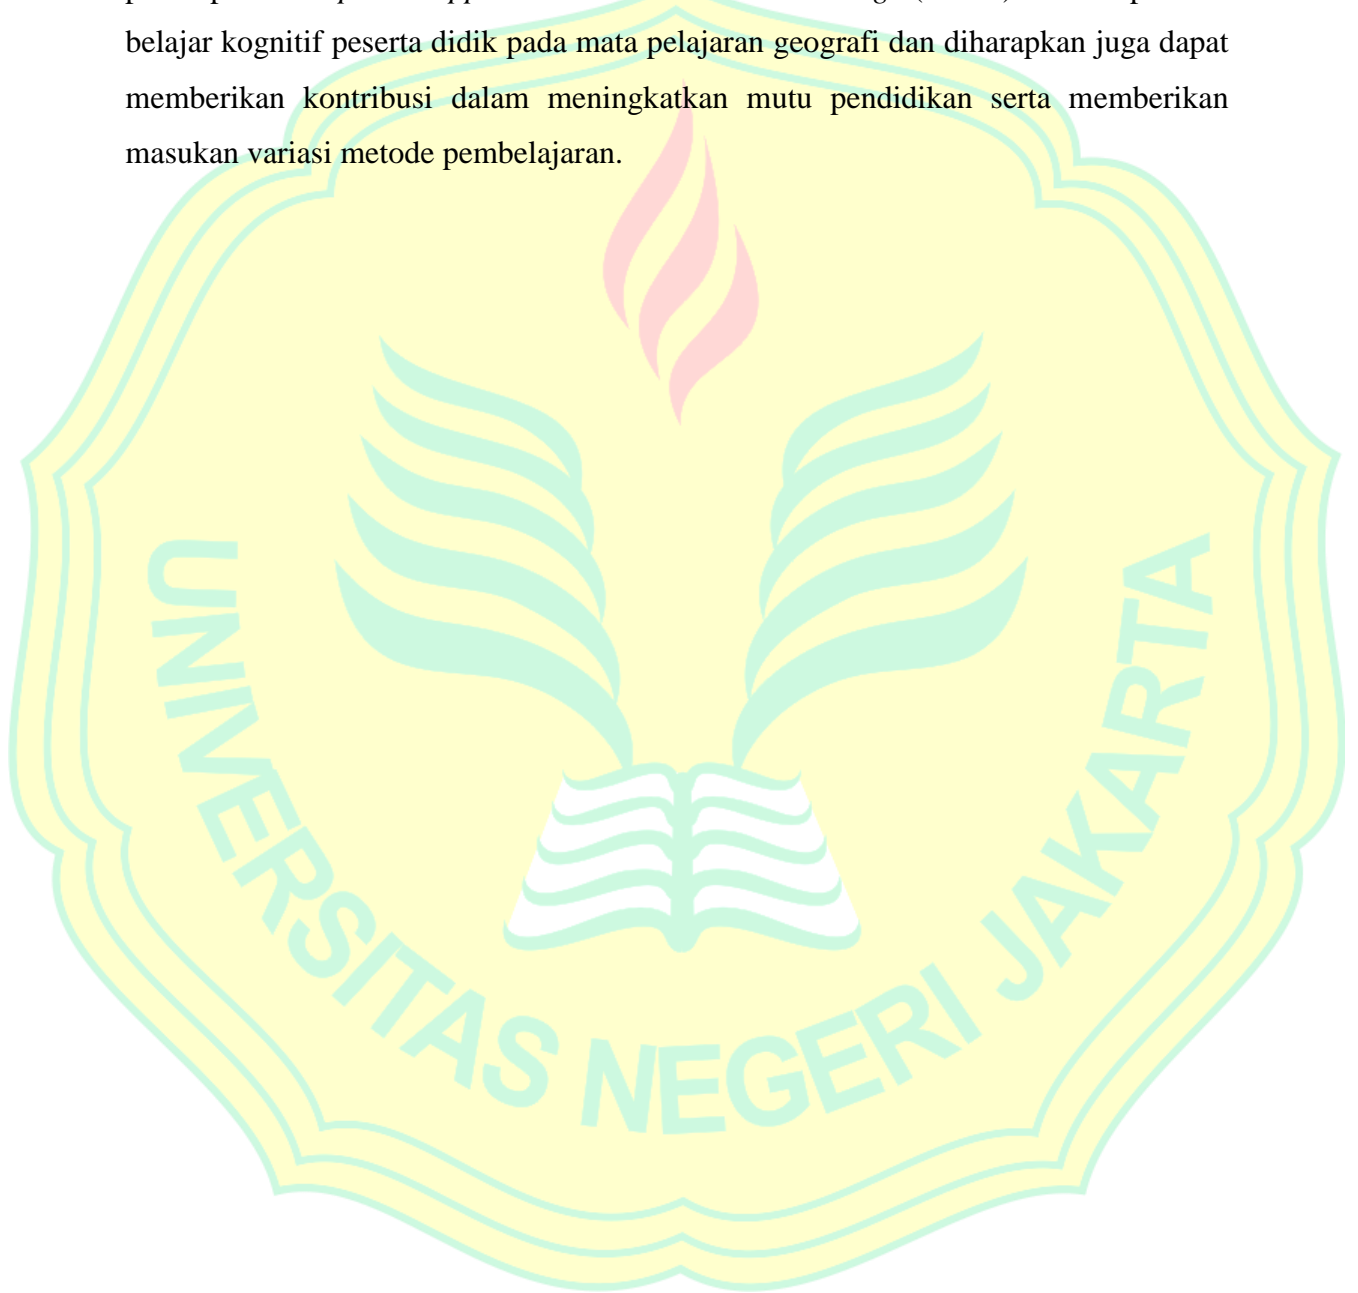 belajar kognitif peserta didik pada mata pelajaran geografi dan diharapkan juga dapat
memberikan kontribusi dalam meningkatkan mutu pendidikan serta memberikan
masukan variasi metode pembelajaran.
UNIVERSITAS NEGERI JAKARTA